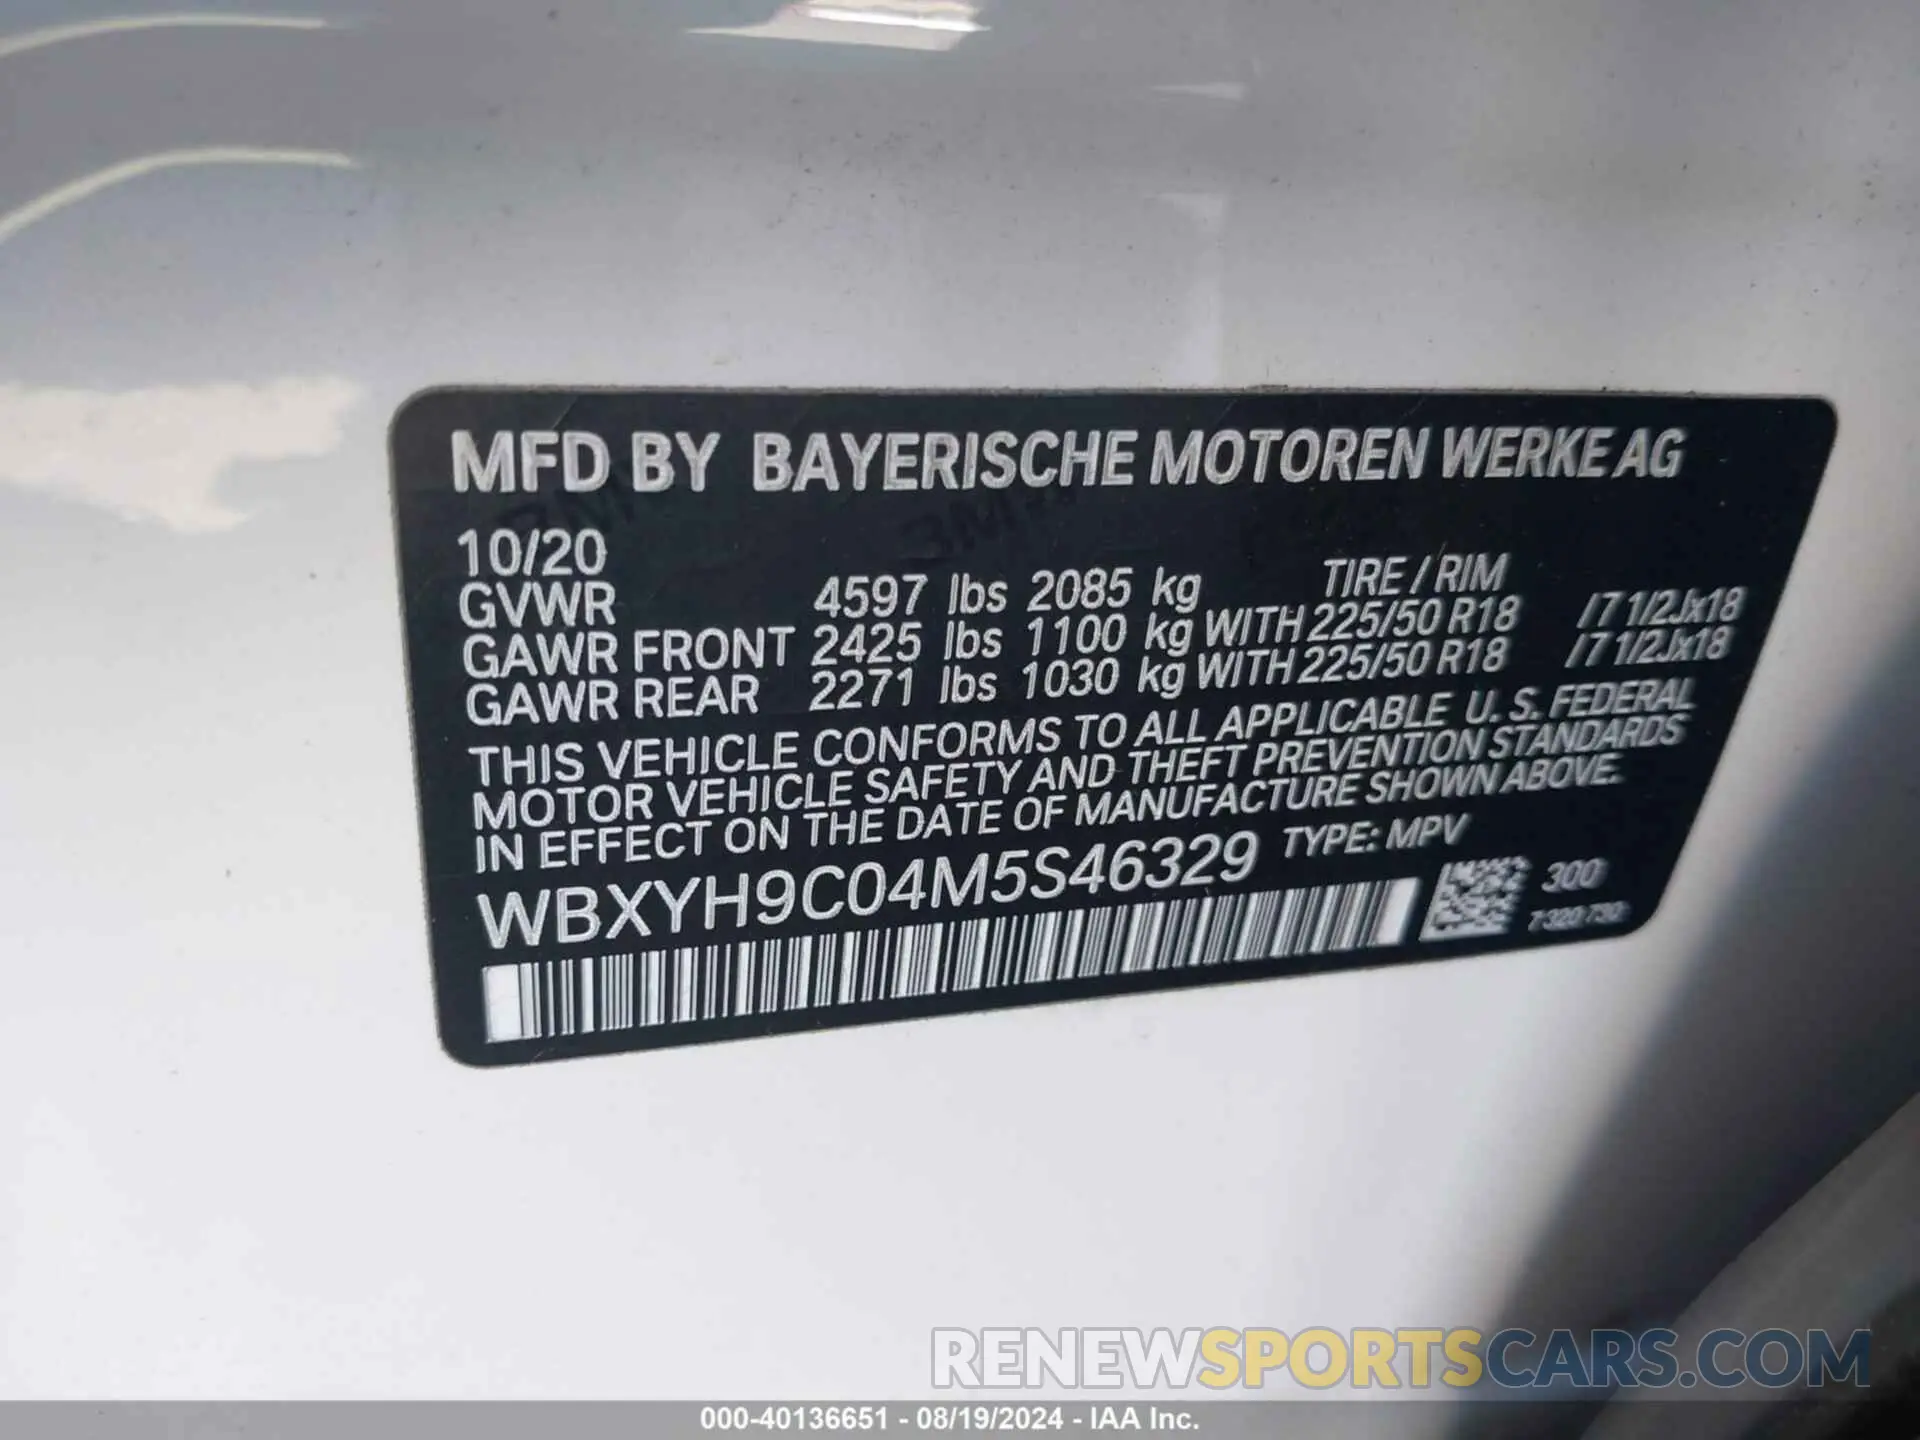 MFD BY BAYERISCHE MOTOREN WERKE AG
10/20
GVWR 4597 lbs 2085 kg TIRE / RIM
GAWR FRONT 2425 lbs 1100 kg WITH 225/50 R18 /7 1/2Jx18
GAWR REAR 2271 lbs 1030 kg WITH 225/50 R18 /7 1/2Jx18
THIS VEHICLE CONFORMS TO ALL APPLICABLE U. S. FEDERAL
MOTOR VEHICLE SAFETY AND THEFT PREVENTION STANDARDS
IN EFFECT ON THE DATE OF MANUFACTURE SHOWN ABOVE.
WBXYH9C04M5S46329 TYPE: MPV
300
RENEWSPORTSCARS.COM
000-40136651 - 08/19/2024 - IAA Inc.